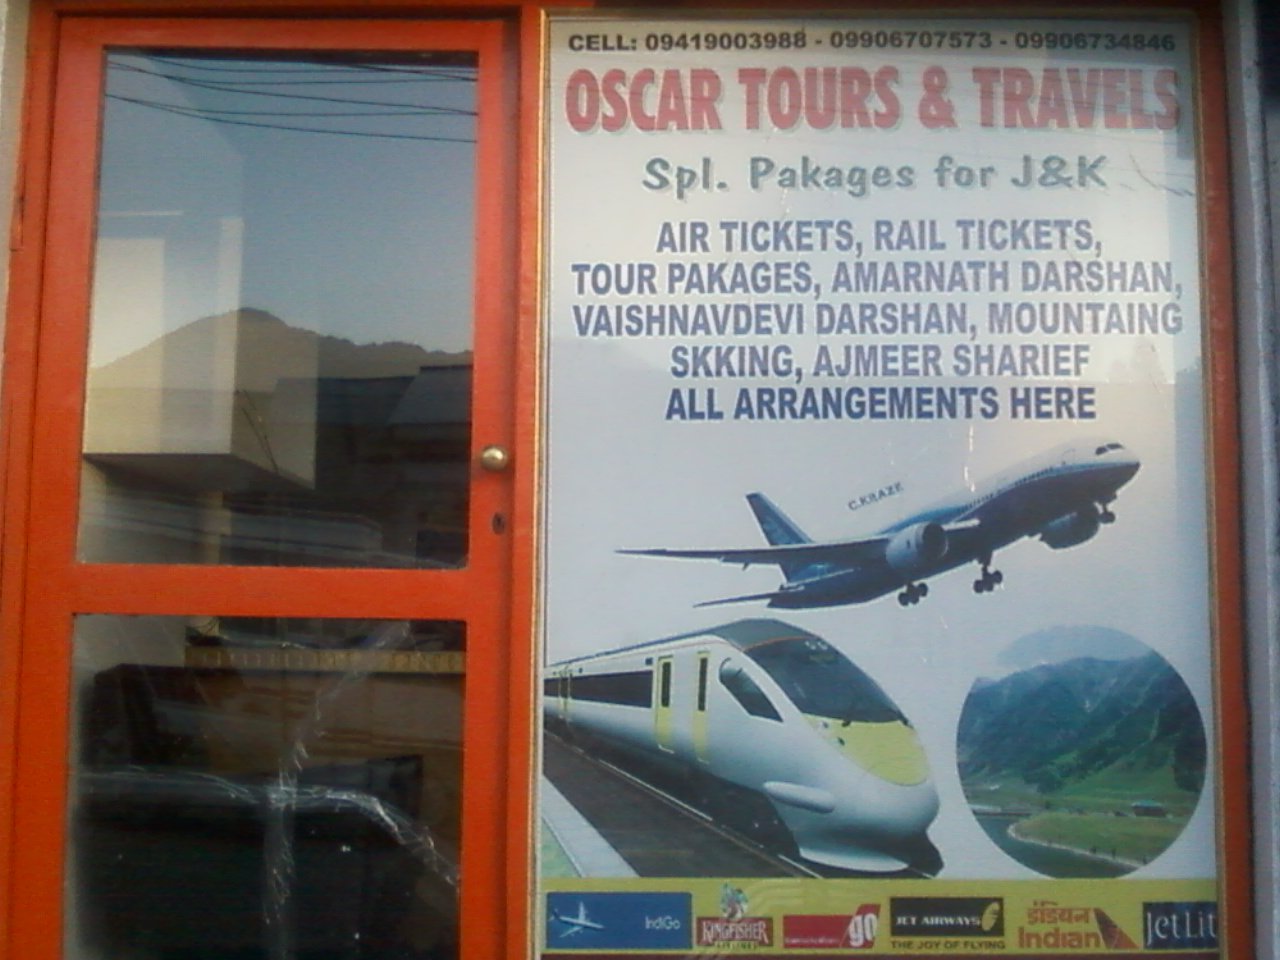 CELL: 09419003988 - 09906707573 - 09906734846
OSCAR TOURS & TRAVELS
Spl. Pakages for J&K
AIR TICKETS, RAIL TICKETS,
TOUR PAKAGES, AMARNATH DARSHAN,
VAISHNAVDEVI DARSHAN, MOUNTAING
SKKING, AJMEER SHARIEF
ALL ARRANGEMENTS HERE
C.KRAZE
IndiGo
KINGFISHER
AIRLINES
go
JET AIRWAYS
THE JOY OF FLYING
इंडियन
Indian
JetLit